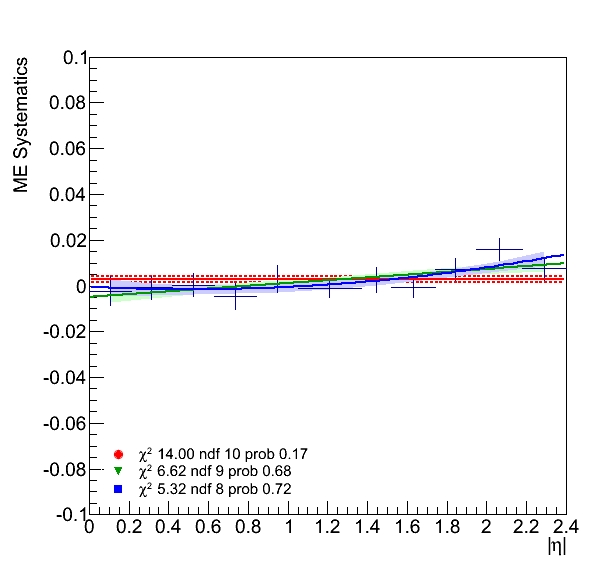 ME Systematics
0.1
0.08
0.06
0.04
0.02
0
-0.02
-0.04
-0.06
-0.08
-0.1
χ² 14.00 ndf 10 prob 0.17
χ² 6.62 ndf 9 prob 0.68
χ² 5.32 ndf 8 prob 0.72
0 0.2 0.4 0.6 0.8 1 1.2 1.4 1.6 1.8 2 2.2 2.4
|η|